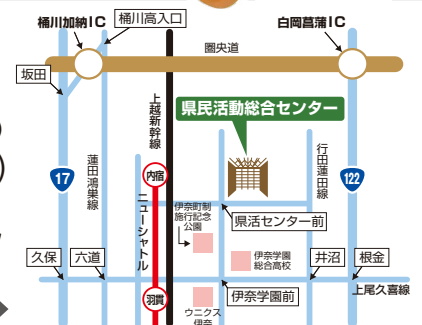 桶川加納IC
桶川高入口
白岡菖蒲IC
圏央道
坂田
上越新幹線
県民活動総合センター
17
蓮田鴻巣線
内宿
ニューシャトル
伊奈町制
施行記念
公園
行田蓮田線
122
県活センター前
久保
六道
伊奈学園
総合高校
井沼
根金
羽貫
ウニクス
伊奈
伊奈学園前
上尾久喜線